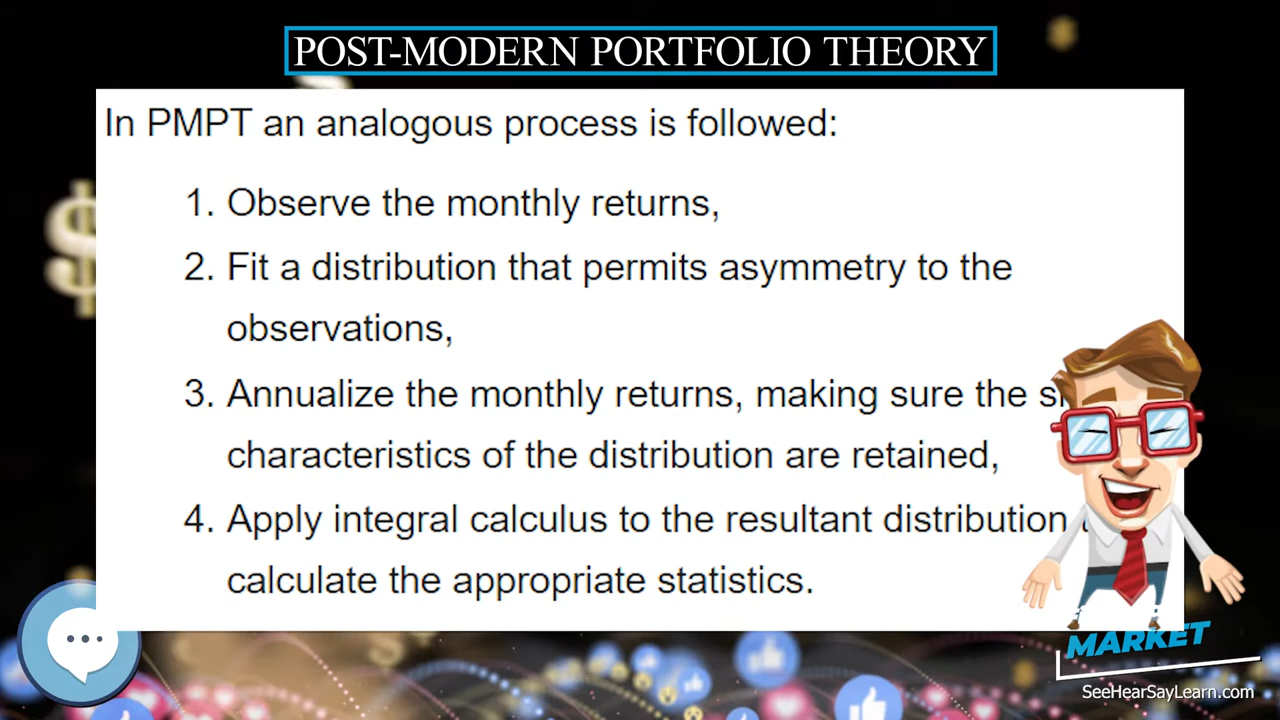 POST-MODERN PORTFOLIO THEORY
In PMPT an analogous process is followed:
1. Observe the monthly returns,
2. Fit a distribution that permits asymmetry to the
observations,
3. Annualize the monthly returns, making sure the
characteristics of the distribution are retained,
4. Apply integral calculus to the resultant distribution
calculate the appropriate statistics.
MARKET
SeeHearSayLearn.com